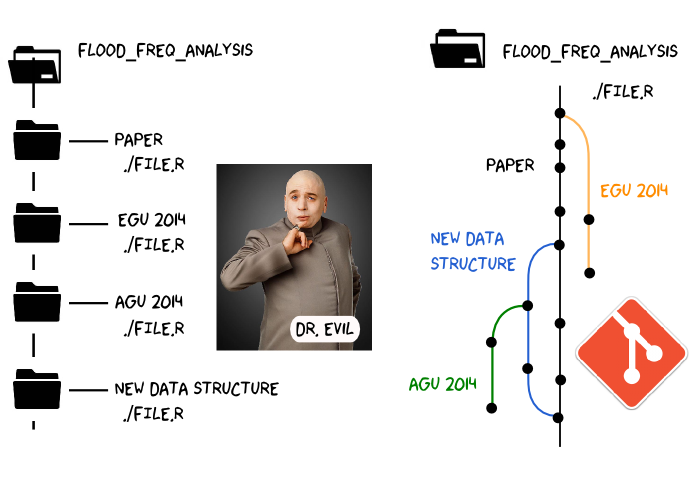 FLOOD_FREQ_ANALYSIS
PAPER
./FILE.R
EGU 2014
./FILE.R
AGU 2014
./FILE.R
NEW DATA STRUCTURE
./FILE.R
DR. EVIL
FLOOD_FREQ_ANALYSIS
./FILE.R
PAPER
EGU 2014
NEW DATA
STRUCTURE
AGU 2014